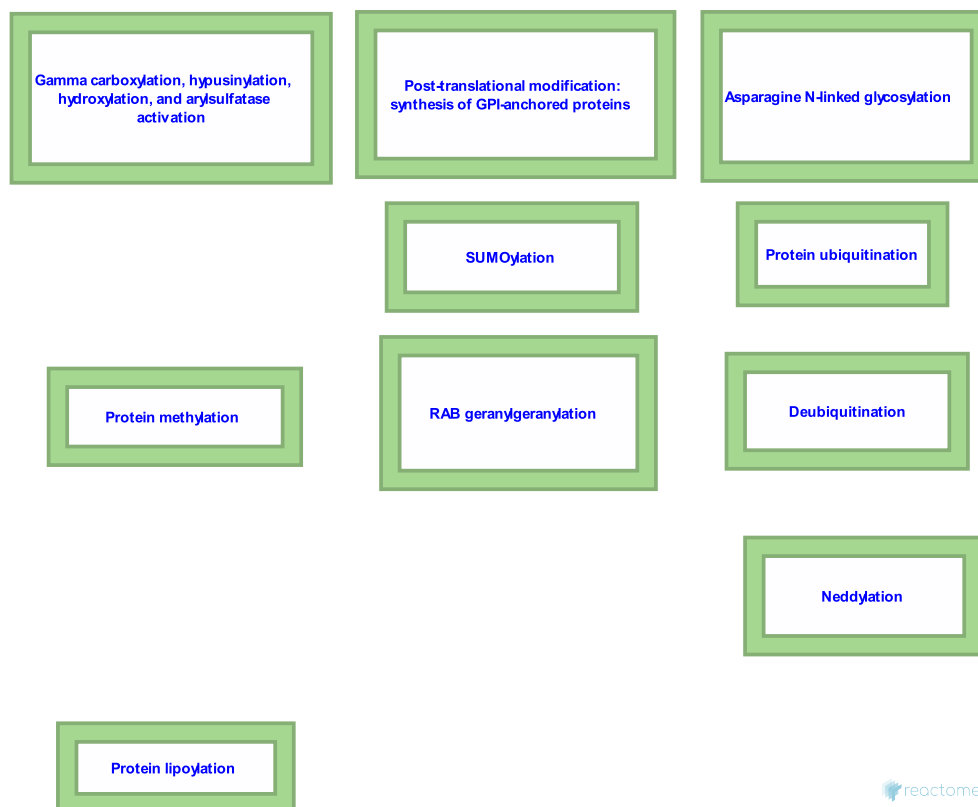 Gamma carboxylation, hypusinylation,
hydroxylation, and arylsulfatase
activation
Post-translational modification:
synthesis of GPI-anchored proteins
Asparagine N-linked glycosylation
SUMOylation
Protein ubiquitination
Protein methylation
RAB geranylgeranylation
Deubiquitination
Neddylation
Protein lipoylation
reactome